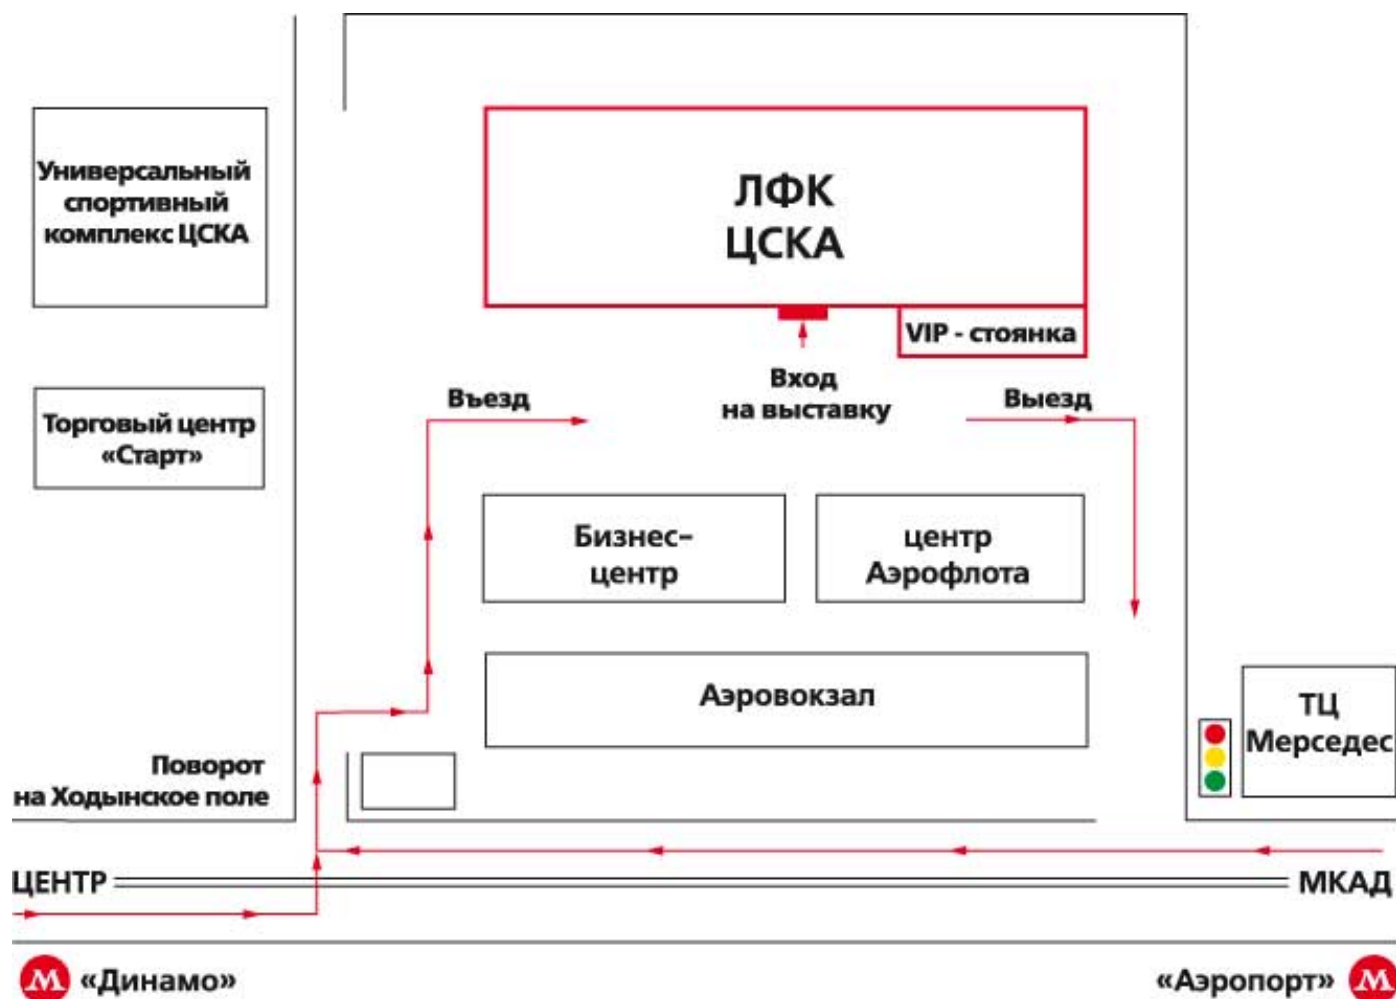 Универсальный
спортивный
комплекс ЦСКА
ЛФК
ЦСКА
VIP - стоянка
Вход
на выставку
Въезд
Выезд
Торговый центр
«Старт»
Бизнес-
центр
центр
Аэрофлота
Аэровокзал
ТЦ
Мерседес
Поворот
на Ходынское поле
ЦЕНТР
МКАД
М «Динамо»
«Аэропорт» М